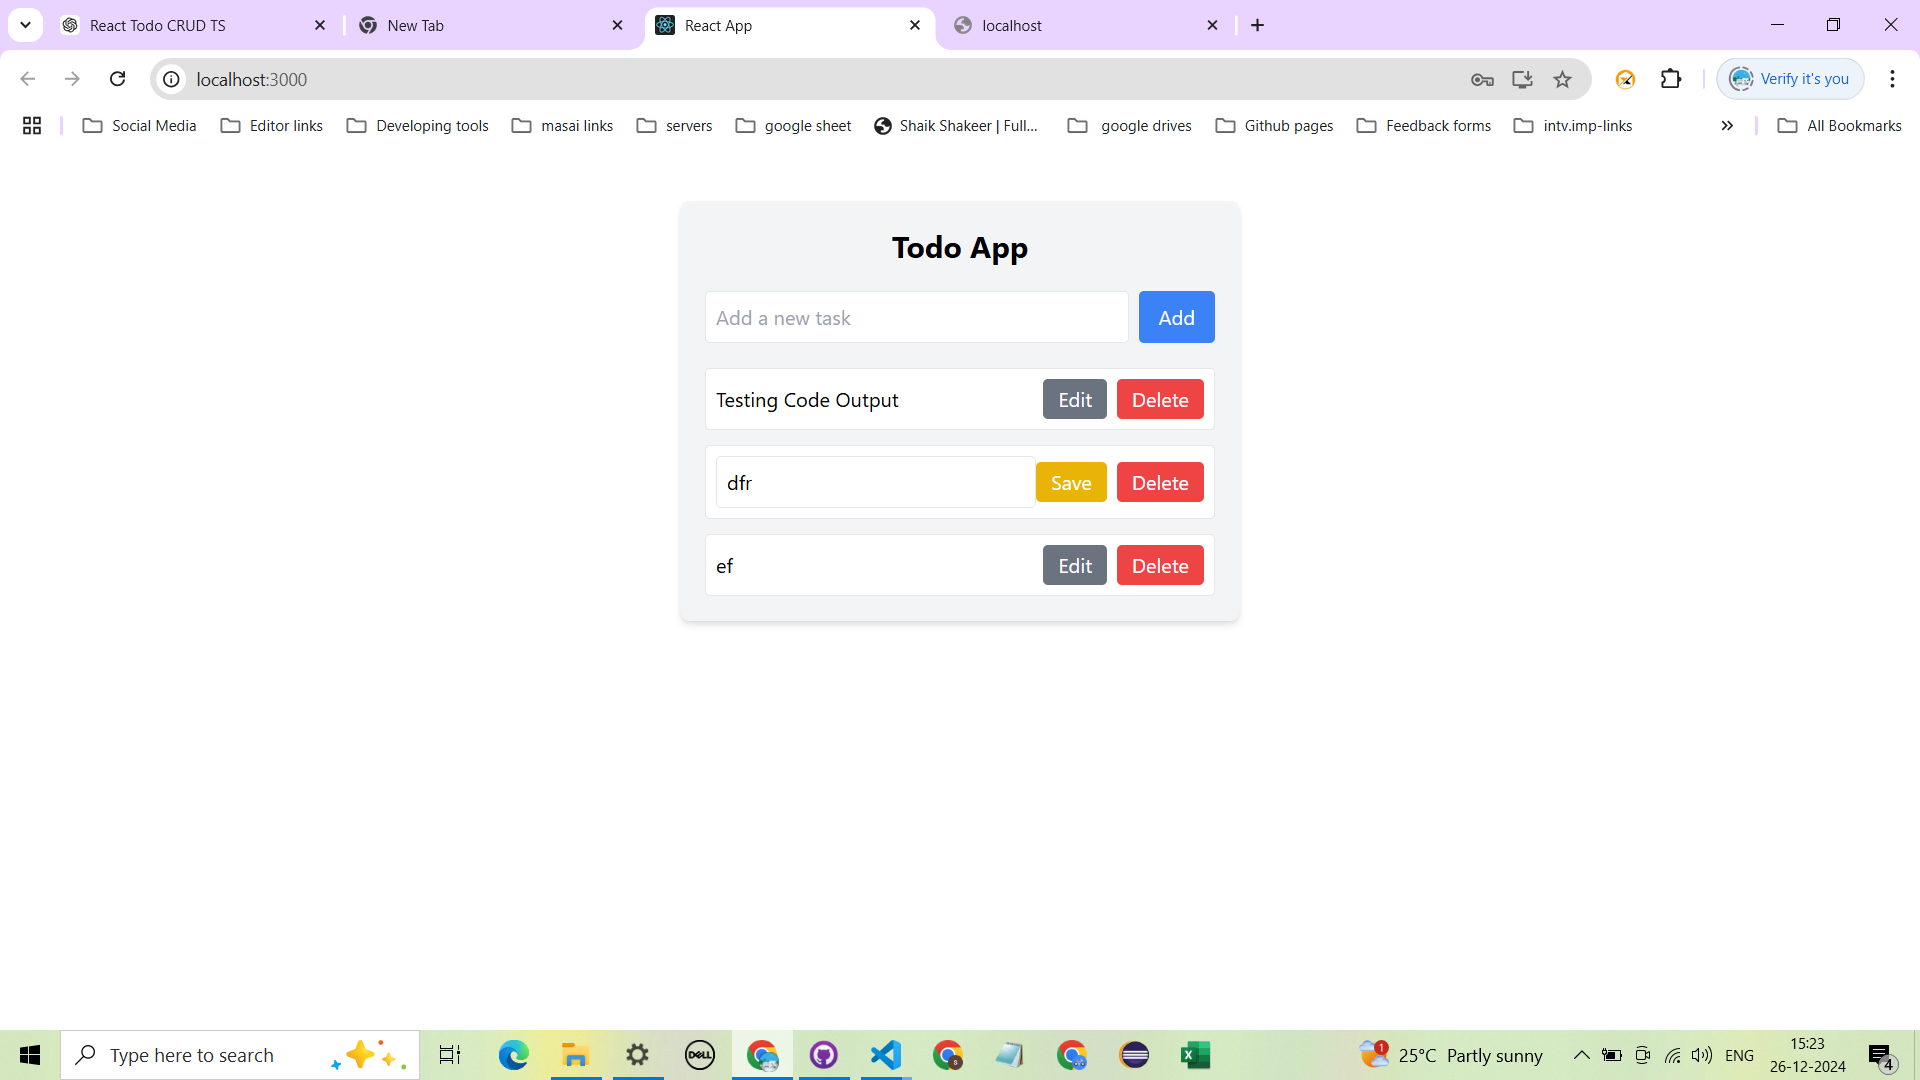 React Todo CRUD TS
New Tab
React App
localhost
localhost:3000
Verify it's you
Social Media
Editor links
Developing tools
masai links
servers
google sheet
Shaik Shakeer | Full...
google drives
Github pages
Feedback forms
intv.imp-links
All Bookmarks
Todo App
Add a new task
Add
Testing Code Output
Edit
Delete
dfr
Save
Delete
ef
Edit
Delete
Type here to search
DELL
1
25°C Partly sunny
ENG
15:23
26-12-2024
4